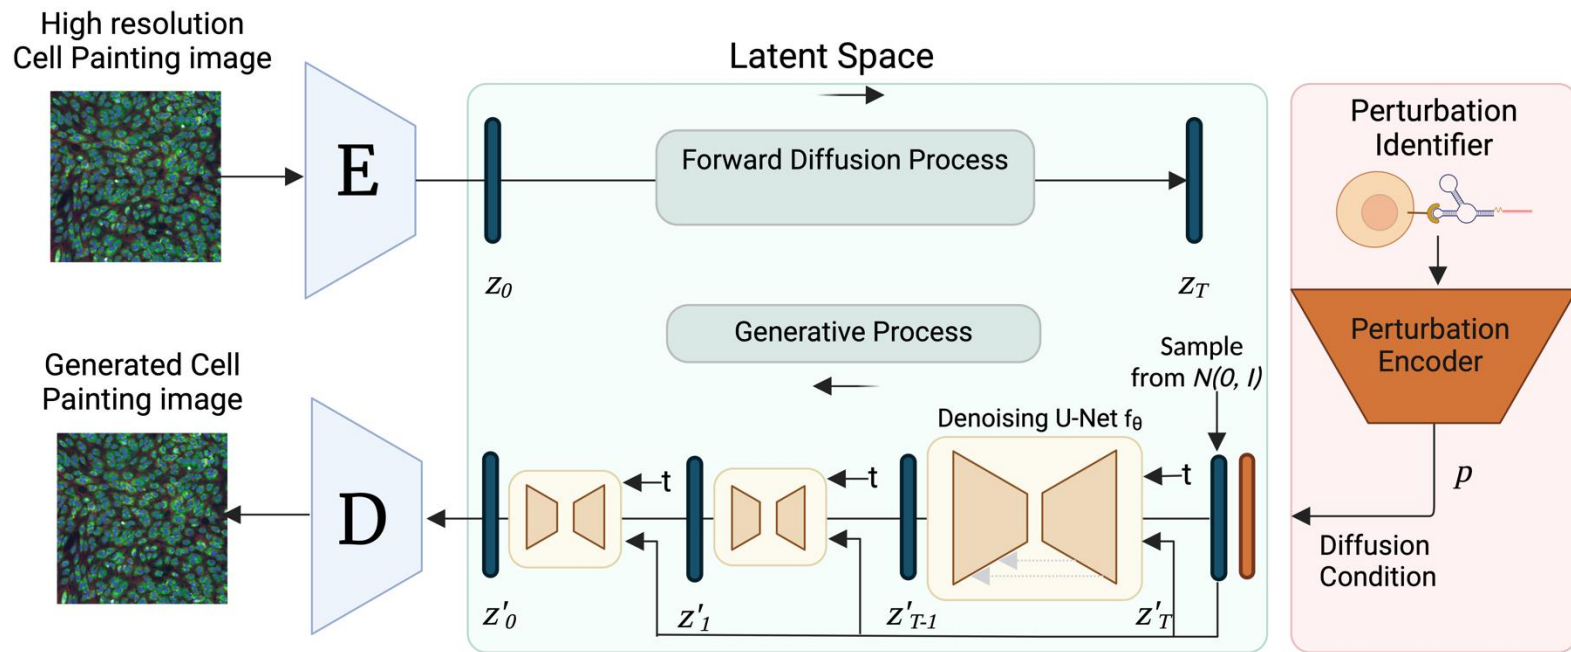 High resolution
Cell Painting image
E
Latent Space
Forward Diffusion Process
z0
zT
Perturbation
Identifier
Perturbation
Encoder
p
Diffusion
Condition
Generative Process
Sample
from N(0, I)
Denoising U-Net fθ
t
t
t
Generated Cell
Painting image
D
z'0
z'1
z'T-1
z'T